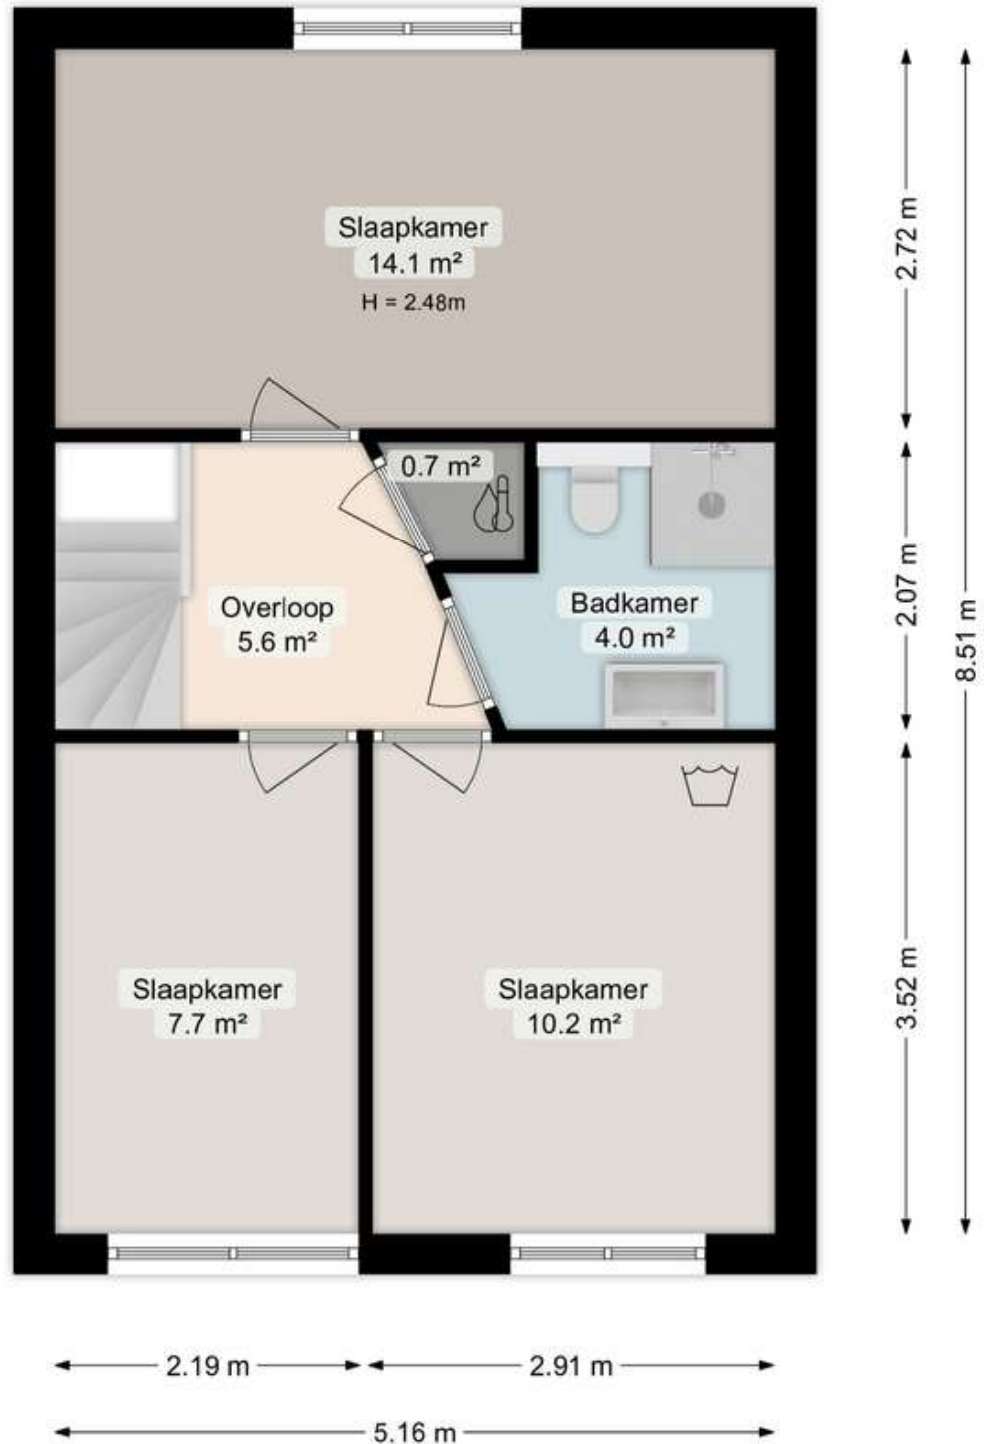 Slaapkamer
14.1 m²
H = 2.48m
2.72 m
0.7 m²
Overloop
5.6 m²
Badkamer
4.0 m²
2.07 m
8.51 m
Slaapkamer
7.7 m²
Slaapkamer
10.2 m²
3.52 m
2.19 m
2.91 m
5.16 m